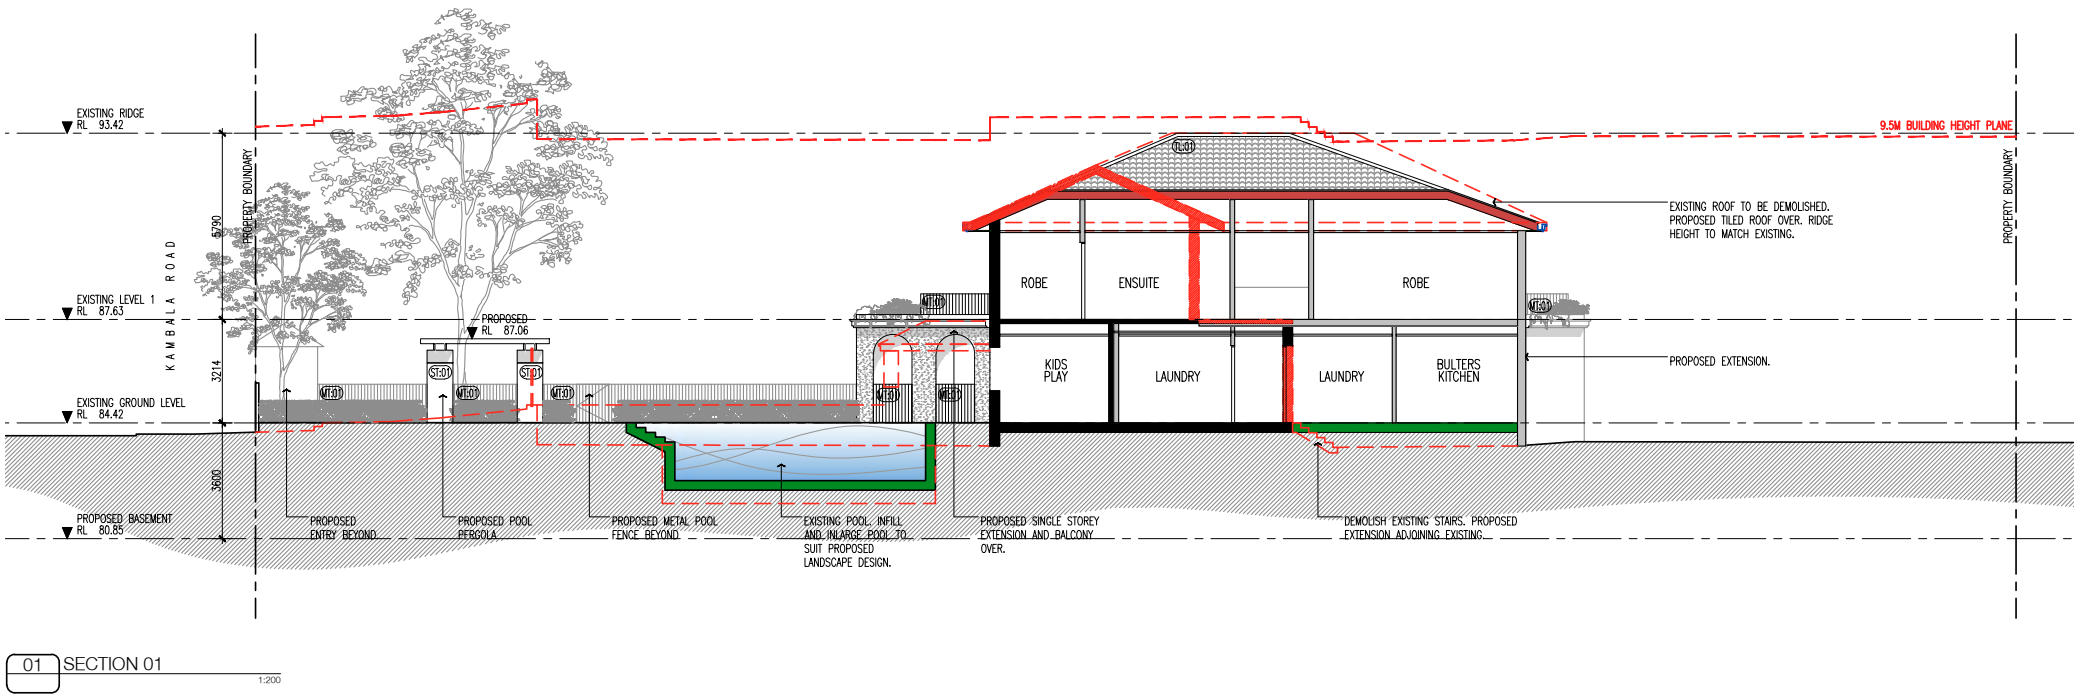 EXISTING RIDGE
RL 93.42
9.5M BUILDING HEIGHT PLANE
PROPERTY BOUNDARY
PROPERTY BOUNDARY
KAMBALA ROAD
5790
3214
3600
TL:01
EXISTING ROOF TO BE DEMOLISHED.
PROPOSED TILED ROOF OVER. RIDGE
HEIGHT TO MATCH EXISTING.
ROBE
ENSUITE
ROBE
EXISTING LEVEL 1
RL 87.63
MT:01
MT:01
PROPOSED
RL 87.06
ST:01
ST:01
KIDS
PLAY
LAUNDRY
LAUNDRY
BULTERS
KITCHEN
PROPOSED EXTENSION.
MT:01
MT:01
MT:01
MT:01
MT:01
EXISTING GROUND LEVEL
RL 84.42
PROPOSED BASEMENT
RL 80.85
PROPOSED
ENTRY BEYOND.
PROPOSED POOL
PERGOLA
PROPOSED METAL POOL
FENCE BEYOND.
EXISTING POOL. INFILL
AND INLARGE POOL TO
SUIT PROPOSED
LANDSCAPE DESIGN.
PROPOSED SINGLE STOREY
EXTENSION AND BALCONY
OVER.
DEMOLISH EXISTING STAIRS. PROPOSED
EXTENSION ADJOINING EXISTING.
01 SECTION 01
1:200